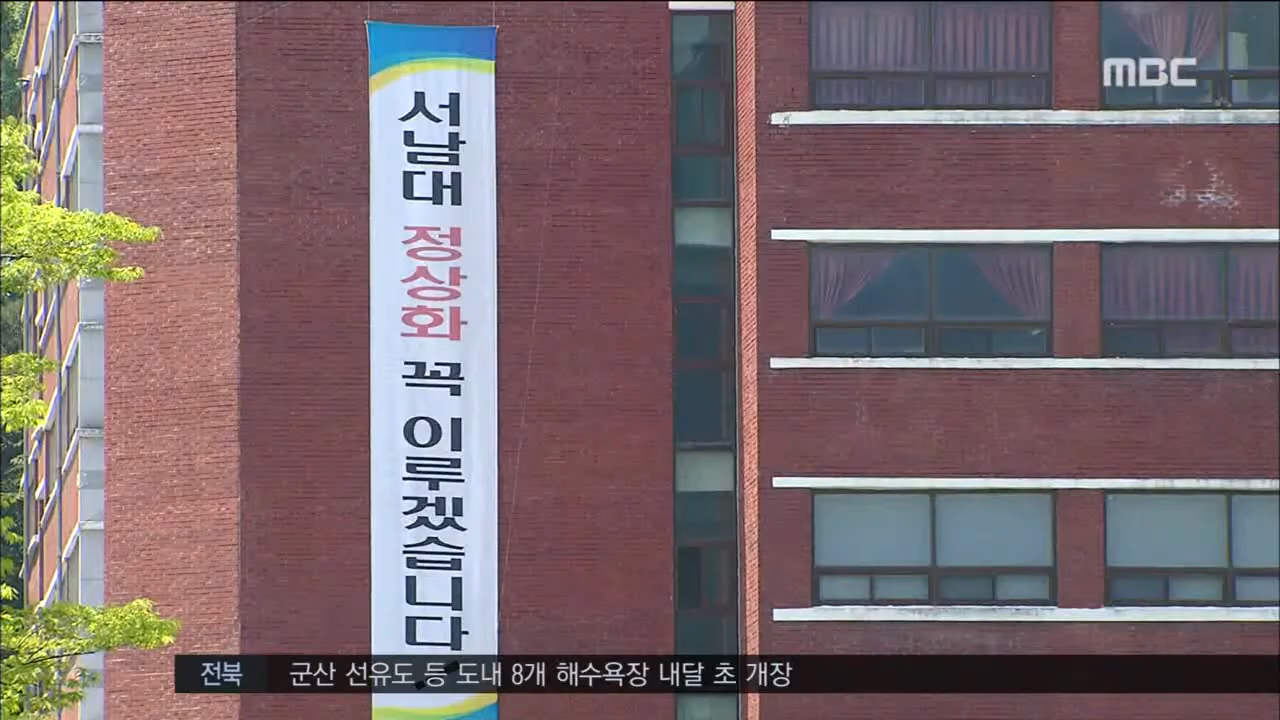 MBC
서남대 정상화 꼭 이루겠습니다
전북 군산 선유도 등 도내 8개 해수욕장 내달 초 개장